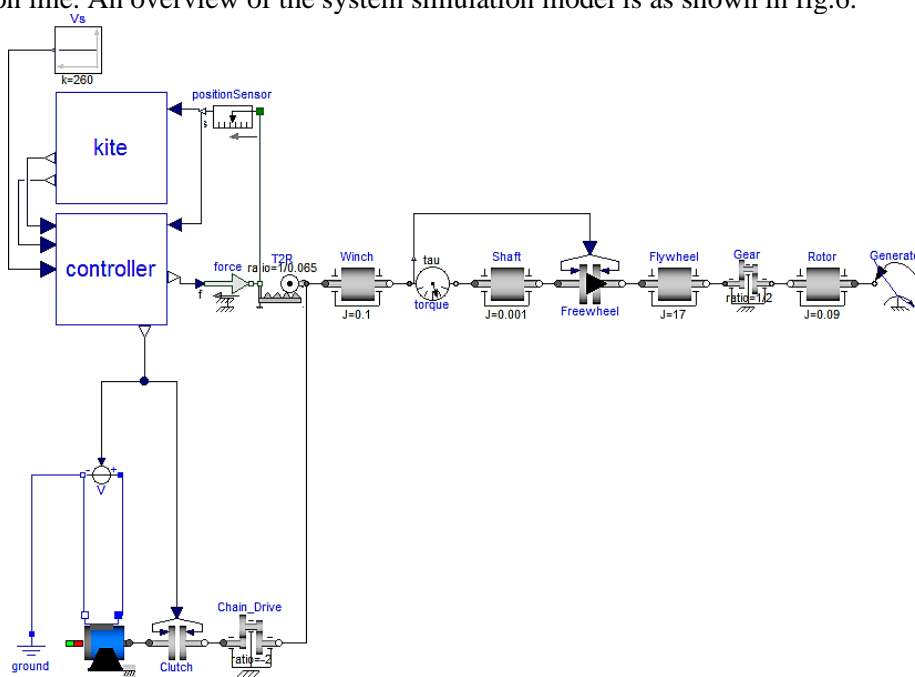 on line. An overview of the system simulation model is as shown in fig.6.
Vs
k=260
positionSensor
s
kite
controller
force
f
T2R
ratio=1/0.065
Winch
J=0.1
tau
torque
Shaft
J=0.001
Freewheel
Flywheel
J=17
Gear
ratio=1/2
Rotor
J=0.09
Generato
- +
V
ground
Clutch
Chain_Drive
ratio=-2